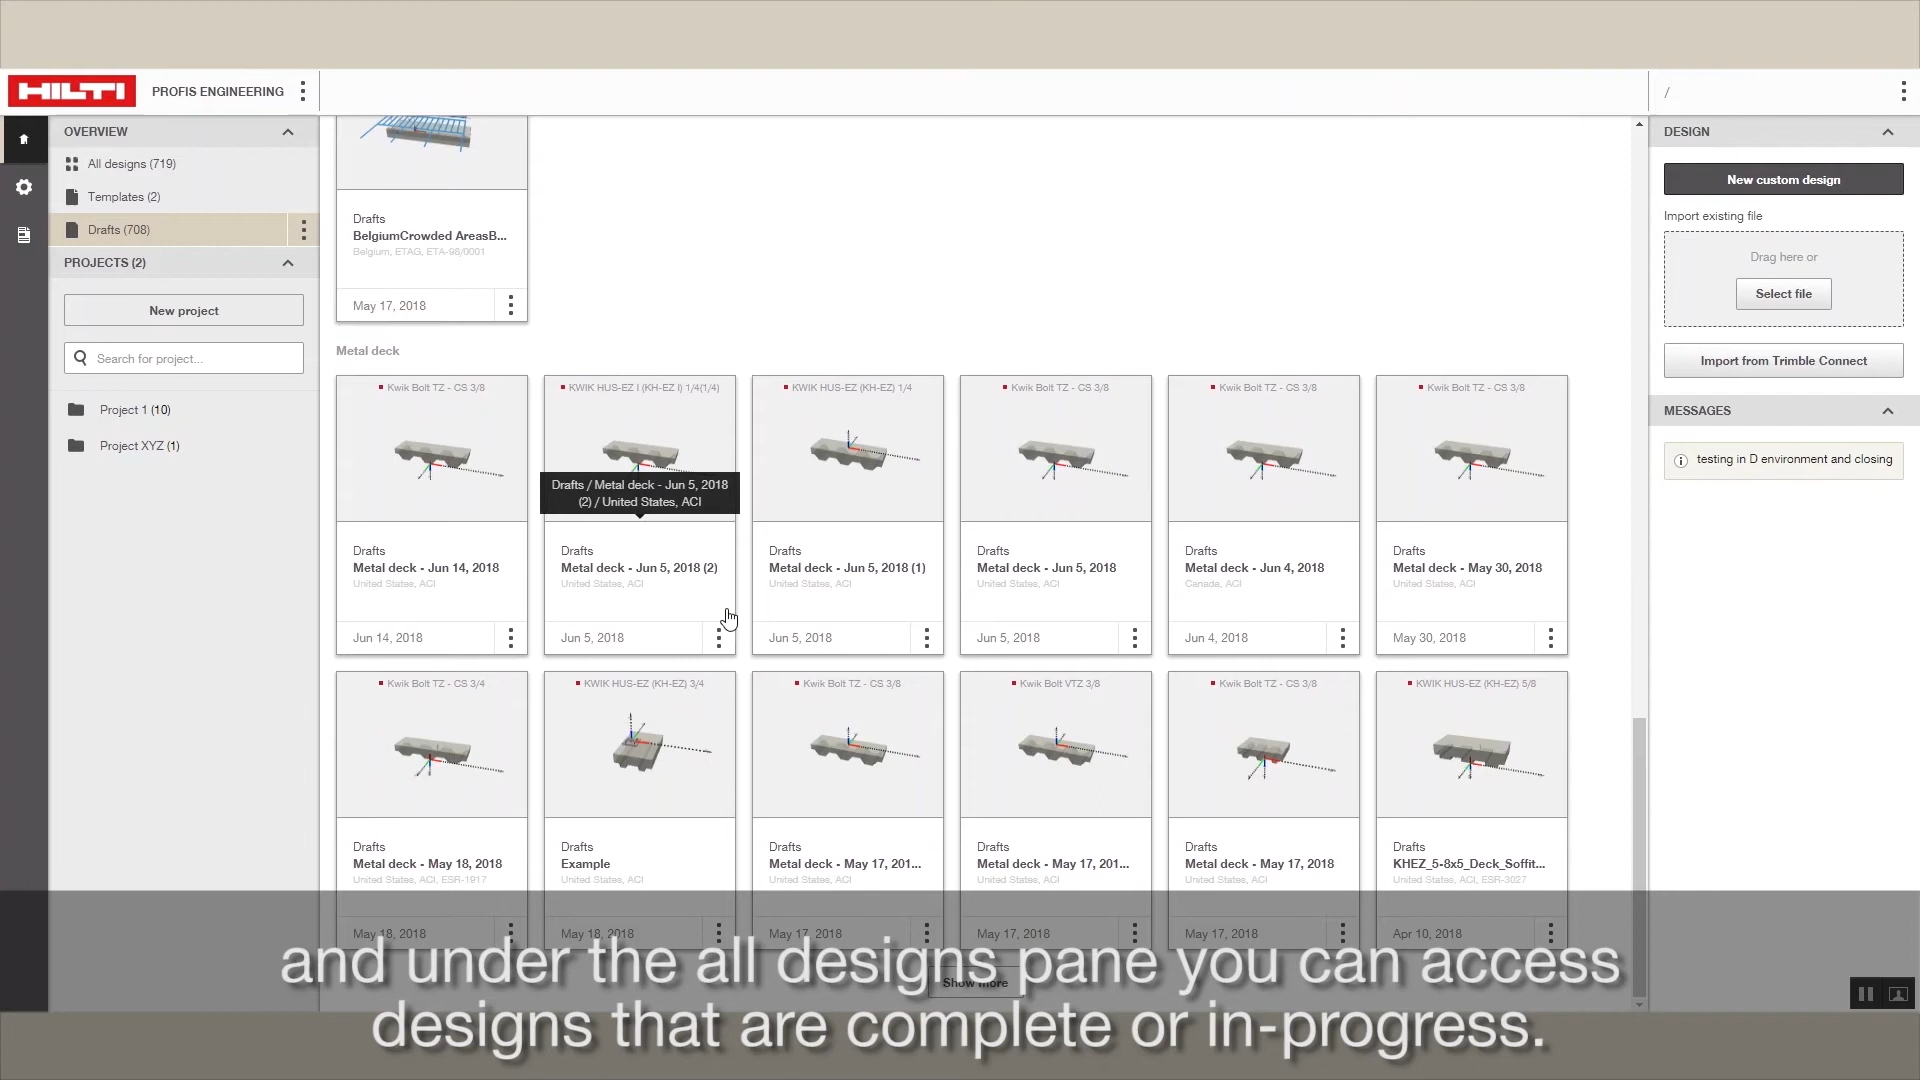 HILTI
PROFIS ENGINEERING
/
OVERVIEW
All designs (719)
Templates (2)
Drafts (708)
PROJECTS (2)
New project
Search for project...
Project 1 (10)
Project XYZ (1)
Drafts
BelgiumCrowded AreasB...
Belgium, ETAG, ETA-98/0001
May 17, 2018
Metal deck
Kwik Bolt TZ - CS 3/8
Drafts
Metal deck - Jun 14, 2018
United States, ACI
Jun 14, 2018
KWIK HUS-EZ I (KH-EZ I) 1/4(1/4)
Drafts / Metal deck - Jun 5, 2018
(2) / United States, ACI
Drafts
Metal deck - Jun 5, 2018 (2)
United States, ACI
Jun 5, 2018
KWIK HUS-EZ (KH-EZ) 1/4
Drafts
Metal deck - Jun 5, 2018 (1)
United States, ACI
Jun 5, 2018
Kwik Bolt TZ - CS 3/8
Drafts
Metal deck - Jun 5, 2018
United States, ACI
Jun 5, 2018
Kwik Bolt TZ - CS 3/8
Drafts
Metal deck - Jun 4, 2018
Canada, ACI
Jun 4, 2018
Kwik Bolt TZ - CS 3/8
Drafts
Metal deck - May 30, 2018
United States, ACI
May 30, 2018
Kwik Bolt TZ - CS 3/4
Drafts
Metal deck - May 18, 2018
United States, ACI, ESR-1917
May 18, 2018
KWIK HUS-EZ (KH-EZ) 3/4
Drafts
Example
United States, ACI
May 18, 2018
Kwik Bolt TZ - CS 3/8
Drafts
Metal deck - May 17, 201...
United States, ACI
May 17, 2018
Kwik Bolt VTZ 3/8
Drafts
Metal deck - May 17, 201...
United States, ACI
May 17, 2018
Kwik Bolt TZ - CS 3/8
Drafts
Metal deck - May 17, 2018
United States, ACI
May 17, 2018
KWIK HUS-EZ (KH-EZ) 5/8
Drafts
KHEZ_5-8x5_Deck_Soffit...
United States, ACI, ESR-3027
Apr 10, 2018
Show more
DESIGN
New custom design
Import existing file
Drag here or
Select file
Import from Trimble Connect
MESSAGES
testing in D environment and closing
and under the all designs pane you can access
designs that are complete or in-progress.